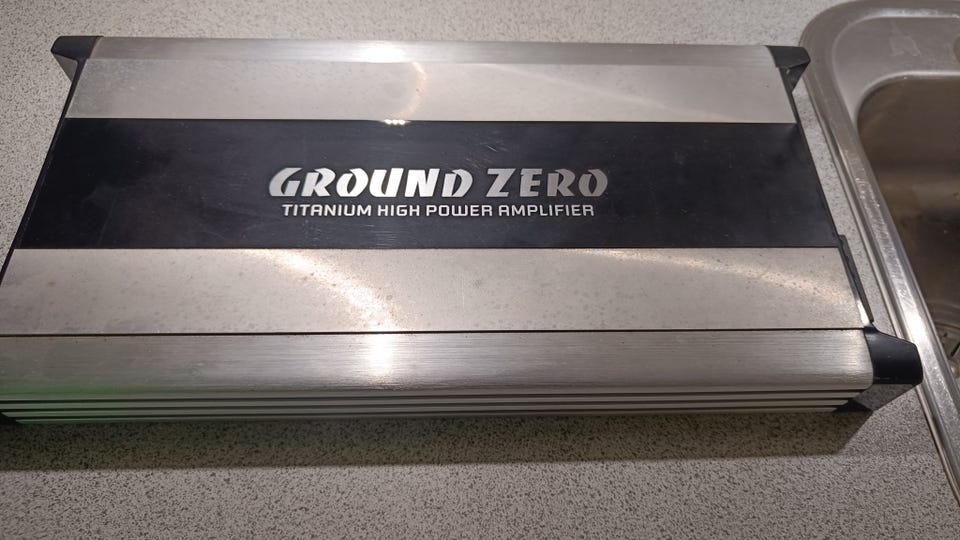 GROUND ZERO
TITANIUM HIGH POWER AMPLIFIER